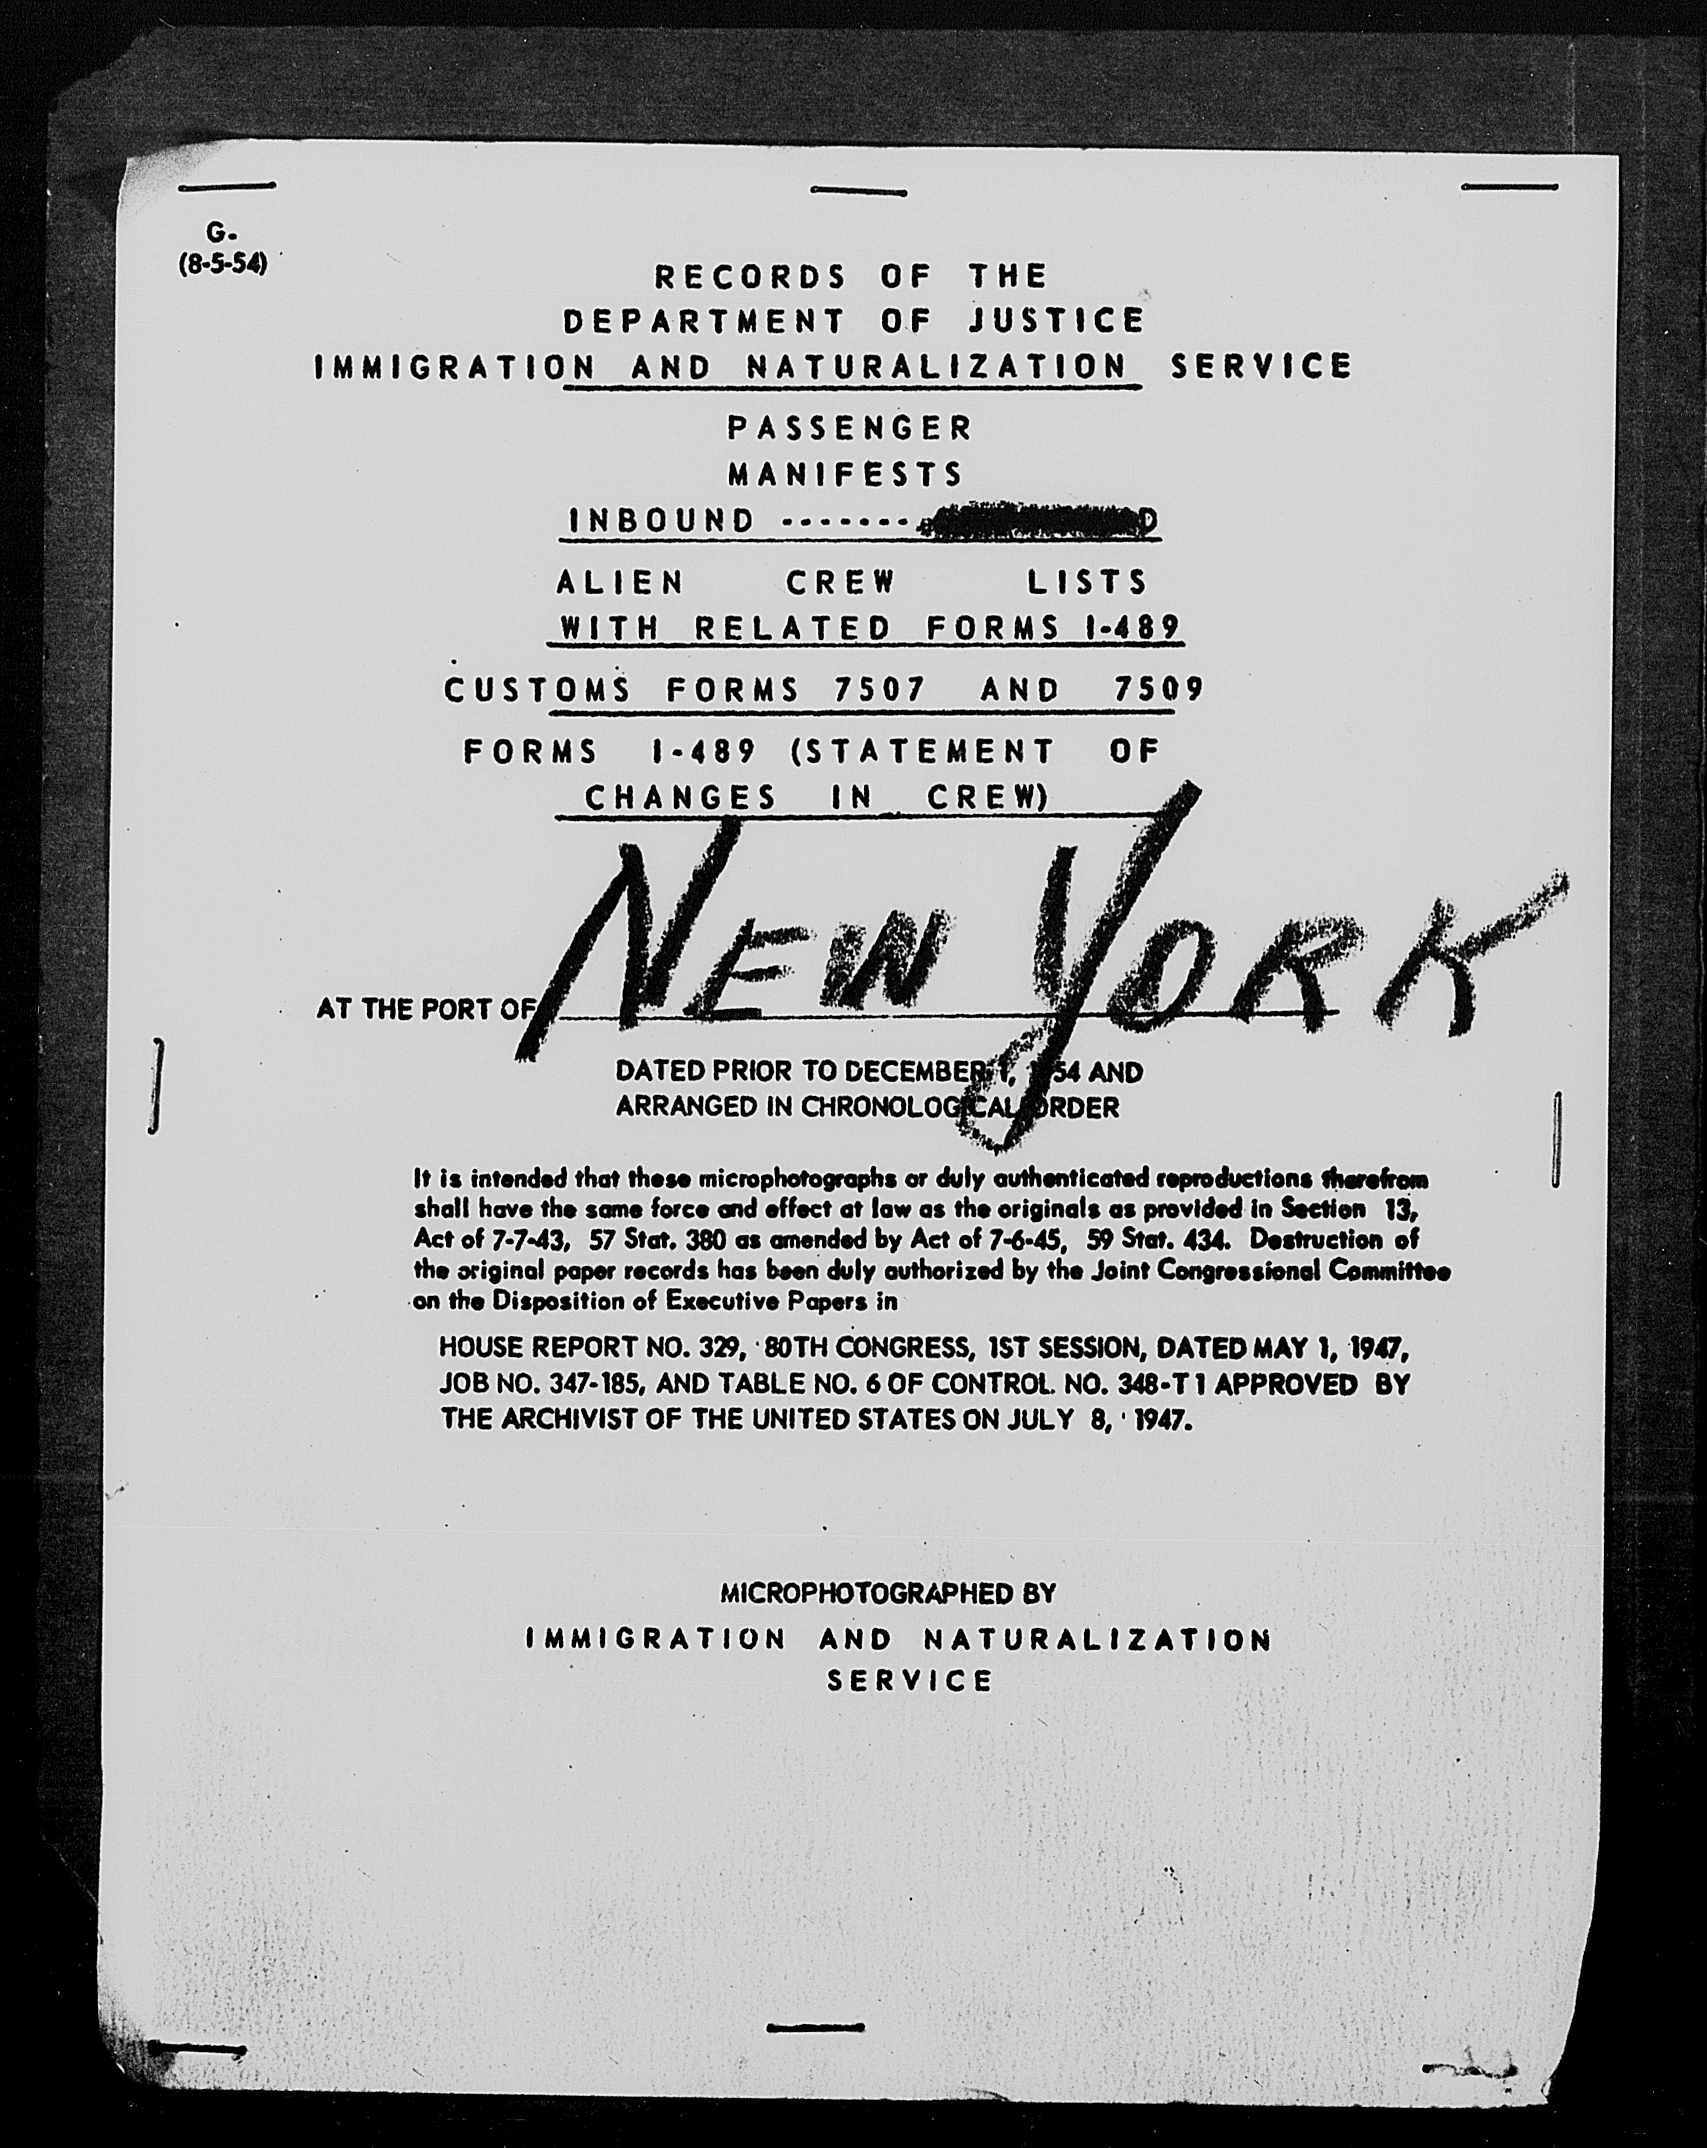 G-
(8-5-54)
RECORDS OF THE
DEPARTMENT OF JUSTICE
IMMIGRATION AND NATURALIZATION SERVICE
PASSENGER
MANIFESTS
INBOUND -------
ALIEN CREW LISTS
WITH RELATED FORMS I-489
CUSTOMS FORMS 7507 AND 7509
FORMS I-489 (STATEMENT OF
CHANGES IN CREW)
AT THE PORT OF NEW YORK
DATED PRIOR TO DECEMBER 1, 1954 AND
ARRANGED IN CHRONOLOGICAL ORDER
It is intended that these microphotographs or duly authenticated reproductions therefrom
shall have the same force and effect at law as the originals as provided in Section 13,
Act of 7-7-43, 57 Stat. 380 as amended by Act of 7-6-45, 59 Stat. 434. Destruction of
the original paper records has been duly authorized by the Joint Congressional Committee
on the Disposition of Executive Papers in
HOUSE REPORT NO. 329, 80TH CONGRESS, 1ST SESSION, DATED MAY 1, 1947,
JOB NO. 347-185, AND TABLE NO. 6 OF CONTROL NO. 348-T1 APPROVED BY
THE ARCHIVIST OF THE UNITED STATES ON JULY 8, 1947.
MICROPHOTOGRAPHED BY
IMMIGRATION AND NATURALIZATION
SERVICE